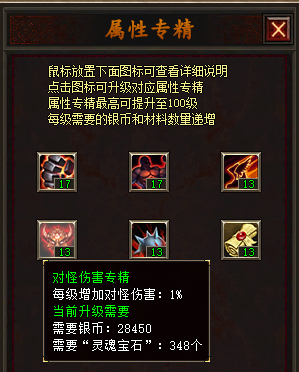 属性专精
鼠标放置下面图标可查看详细说明
点击图标可升级对应属性专精
属性专精最高可提升至100级
每级需要的银币和材料数量递增
17 17 13
13 13 13
对怪伤害专精
每级增加对怪伤害：1%
当前升级需要
需要银币：28450
需要“灵魂宝石”：348个